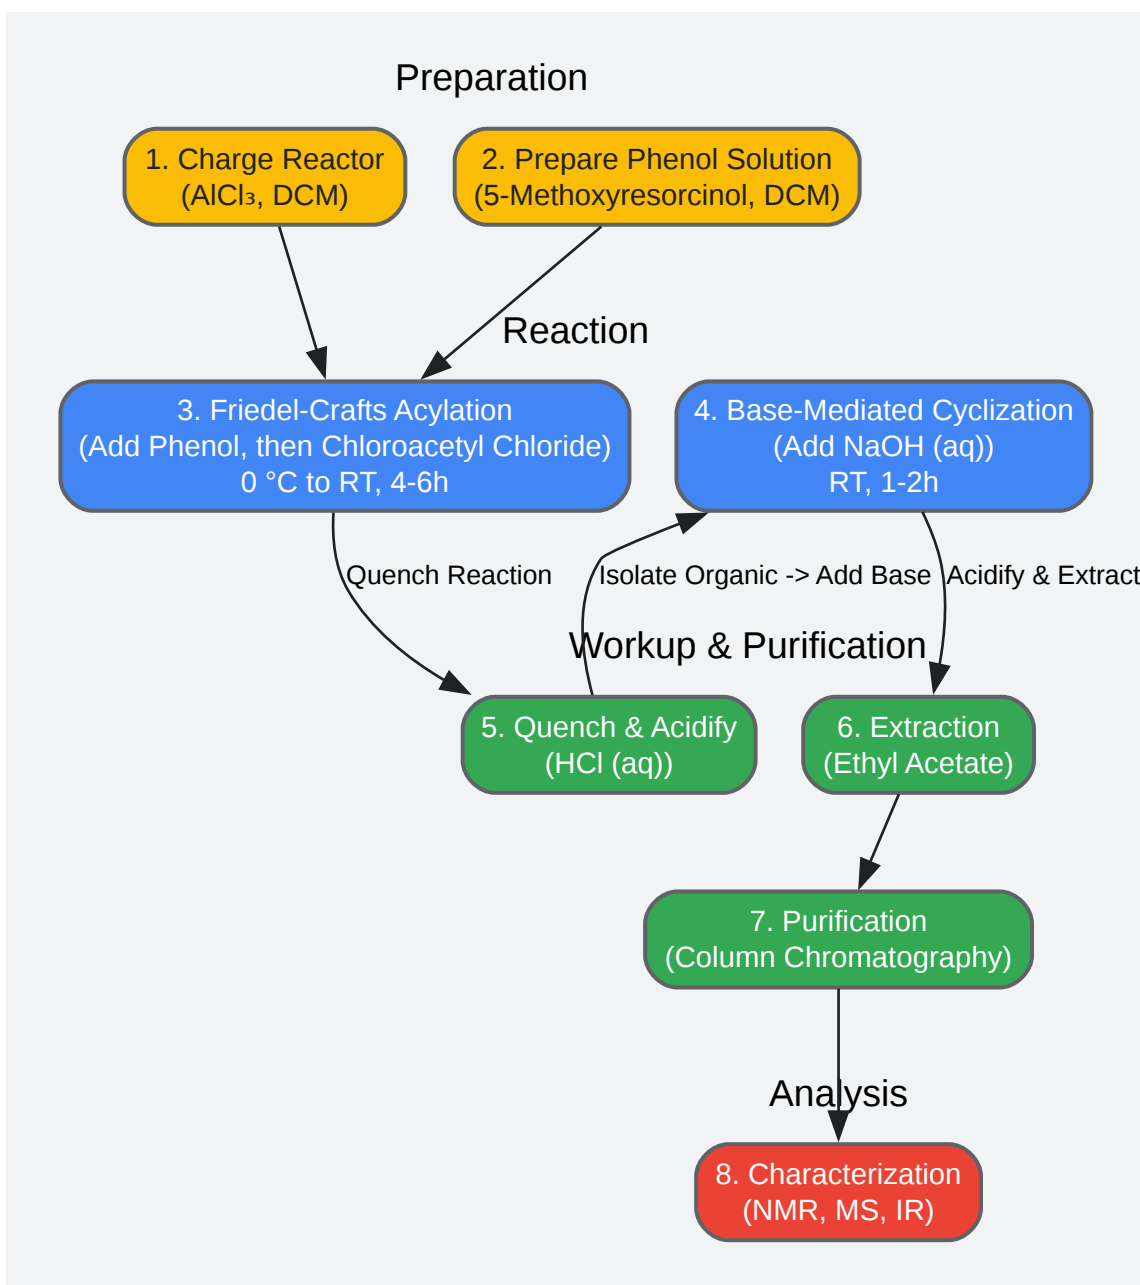 Preparation
1. Charge Reactor
(AlCl₃, DCM)
2. Prepare Phenol Solution
(5-Methoxyresorcinol, DCM)
Reaction
3. Friedel-Crafts Acylation
(Add Phenol, then Chloroacetyl Chloride)
0 °C to RT, 4-6h
4. Base-Mediated Cyclization
(Add NaOH (aq))
RT, 1-2h
Quench Reaction
Isolate Organic -> Add Base
Acidify & Extract
Workup & Purification
5. Quench & Acidify
(HCl (aq))
6. Extraction
(Ethyl Acetate)
7. Purification
(Column Chromatography)
Analysis
8. Characterization
(NMR, MS, IR)